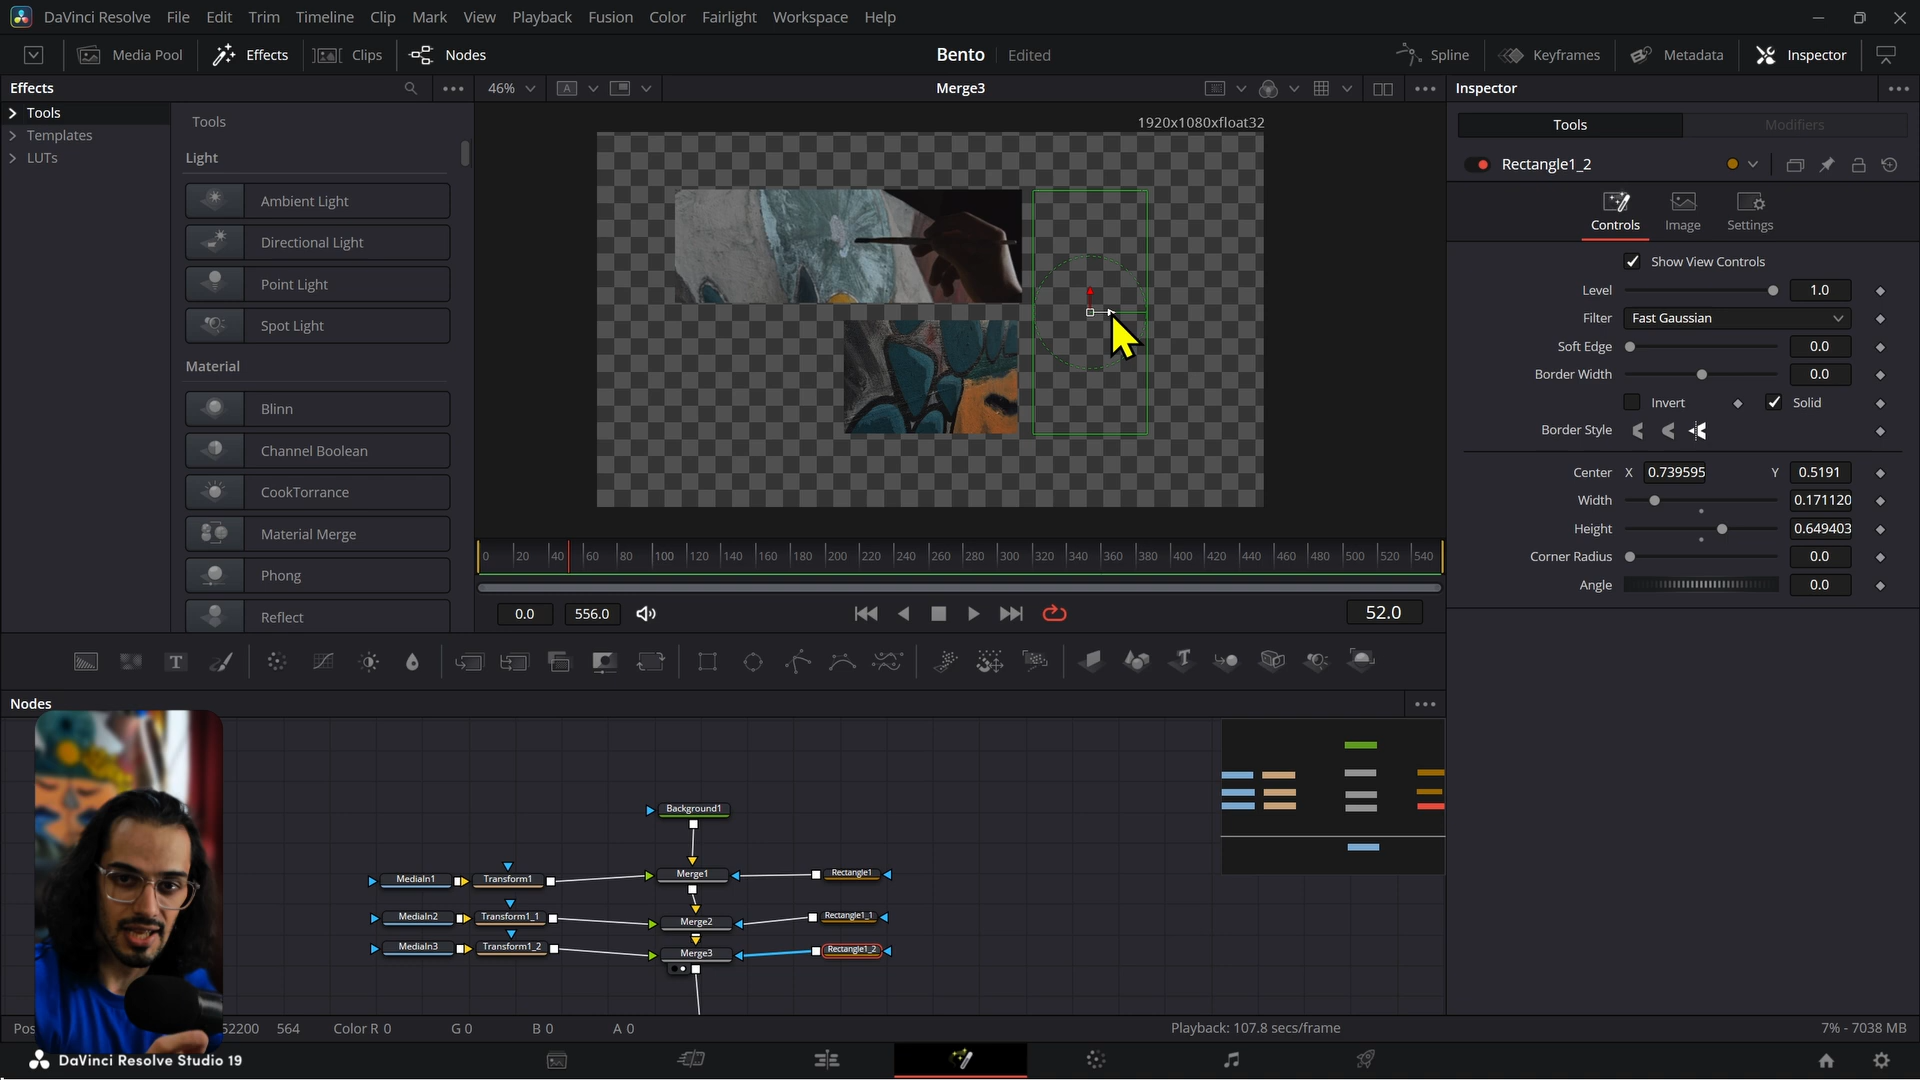 DaVinci Resolve File Edit Trim Timeline Clip Mark View Playback Fusion Color Fairlight Workspace Help
Media Pool Effects Clips Nodes Bento Edited Spline Keyframes Metadata Inspector
Effects 46% A Merge3 Inspector
Tools
Templates
LUTs
Tools
Light
Ambient Light
Directional Light
Point Light
Spot Light
Material
Blinn
Channel Boolean
CookTorrance
Material Merge
Phong
Reflect
1920x1080xfloat32
0 20 40 60 80 100 120 140 160 180 200 220 240 260 280 300 320 340 360 380 400 420 440 460 480 500 520 540
0.0 556.0 52.0
Tools Modifiers
Rectangle1_2
Controls Image Settings
Show View Controls
Level 1.0
Filter Fast Gaussian
Soft Edge 0.0
Border Width 0.0
Invert Solid
Border Style
Center X 0.739595 Y 0.5191
Width 0.171120
Height 0.649403
Corner Radius 0.0
Angle 0.0
T T
Nodes
Background1
MediaIn1 Transform1 Merge1 Rectangle1
MediaIn2 Transform1_1 Merge2 Rectangle1_1
MediaIn3 Transform1_2 Merge3 Rectangle1_2
Pos 52200 564 Color R 0 G 0 B 0 A 0 Playback: 107.8 secs/frame 7% - 7038 MB
DaVinci Resolve Studio 19